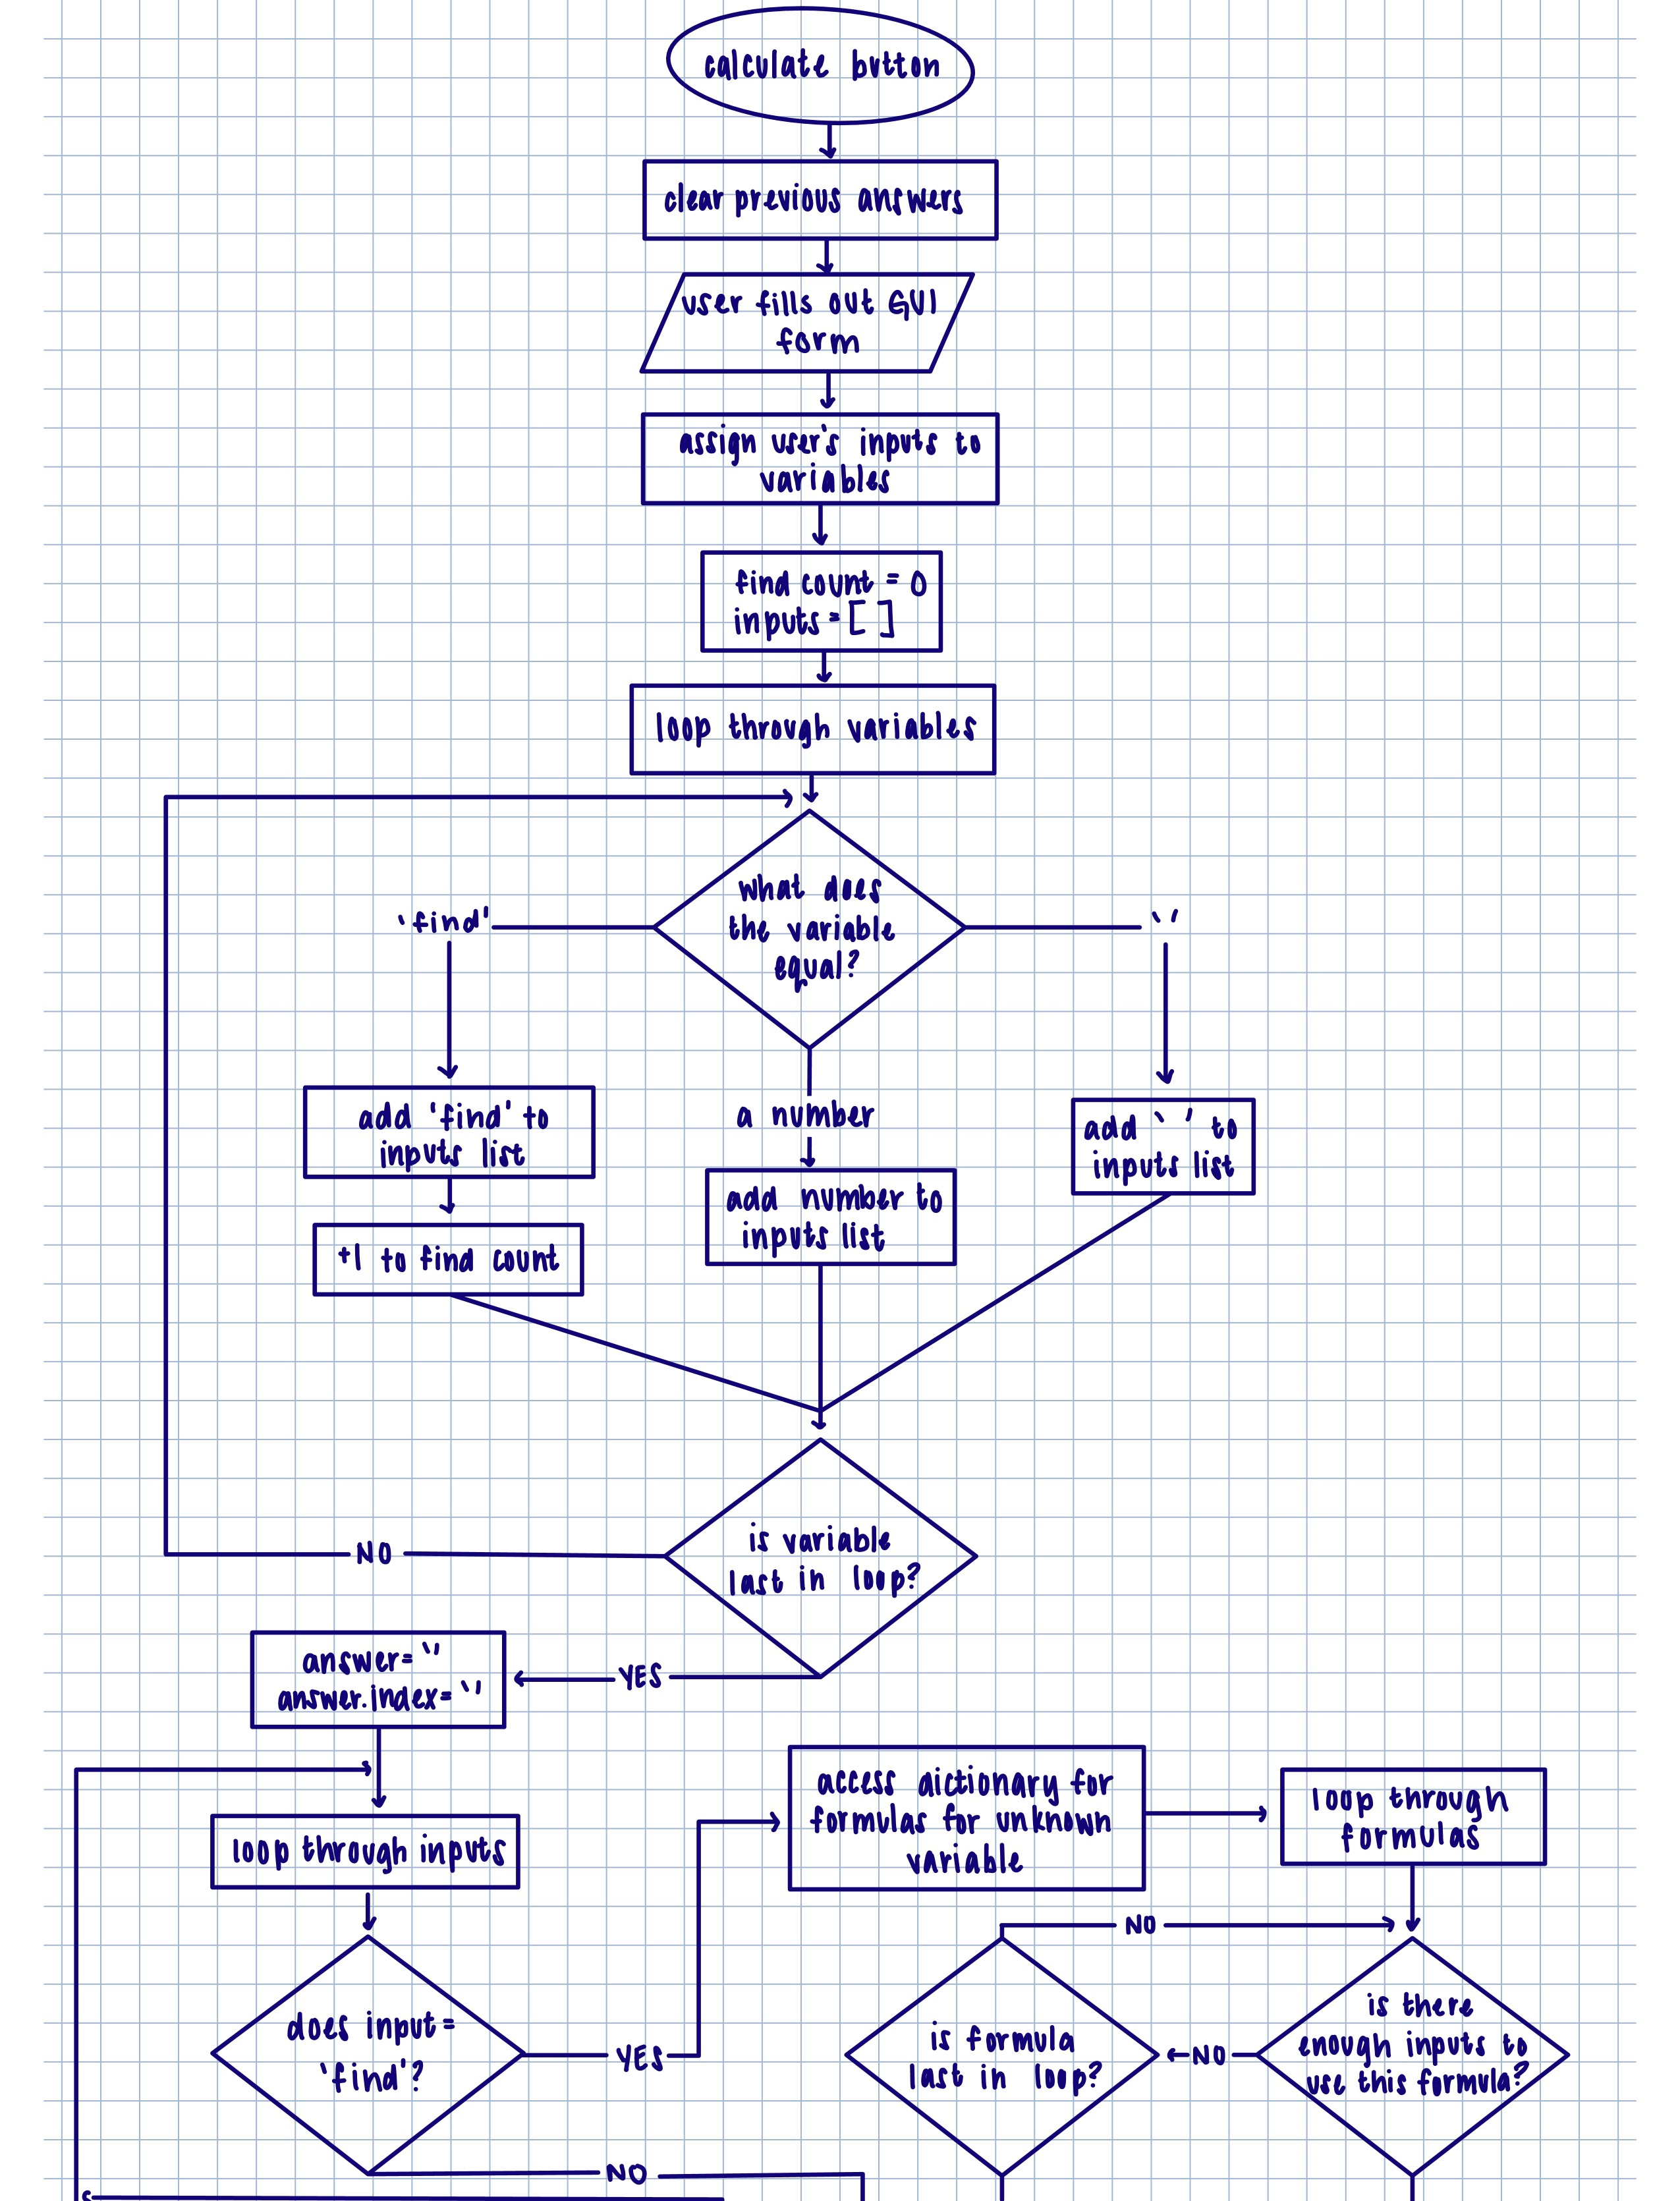 calculate button
clear previous answers
user fills out GUI
form
assign user's inputs to
variables
find count = 0
inputs = [ ]
loop through variables
what does
the variable
equal?
'find'
' '
a number
add 'find' to
inputs list
add ' ' to
inputs list
add number to
inputs list
+1 to find count
is variable
last in loop?
NO
YES
answer = ' '
answer.index = ' '
access dictionary for
formulas for unknown
variable
loop through
formulas
loop through inputs
NO
does input =
'find'?
YES
is formula
last in loop?
NO
is there
enough inputs to
use this formula?
NO